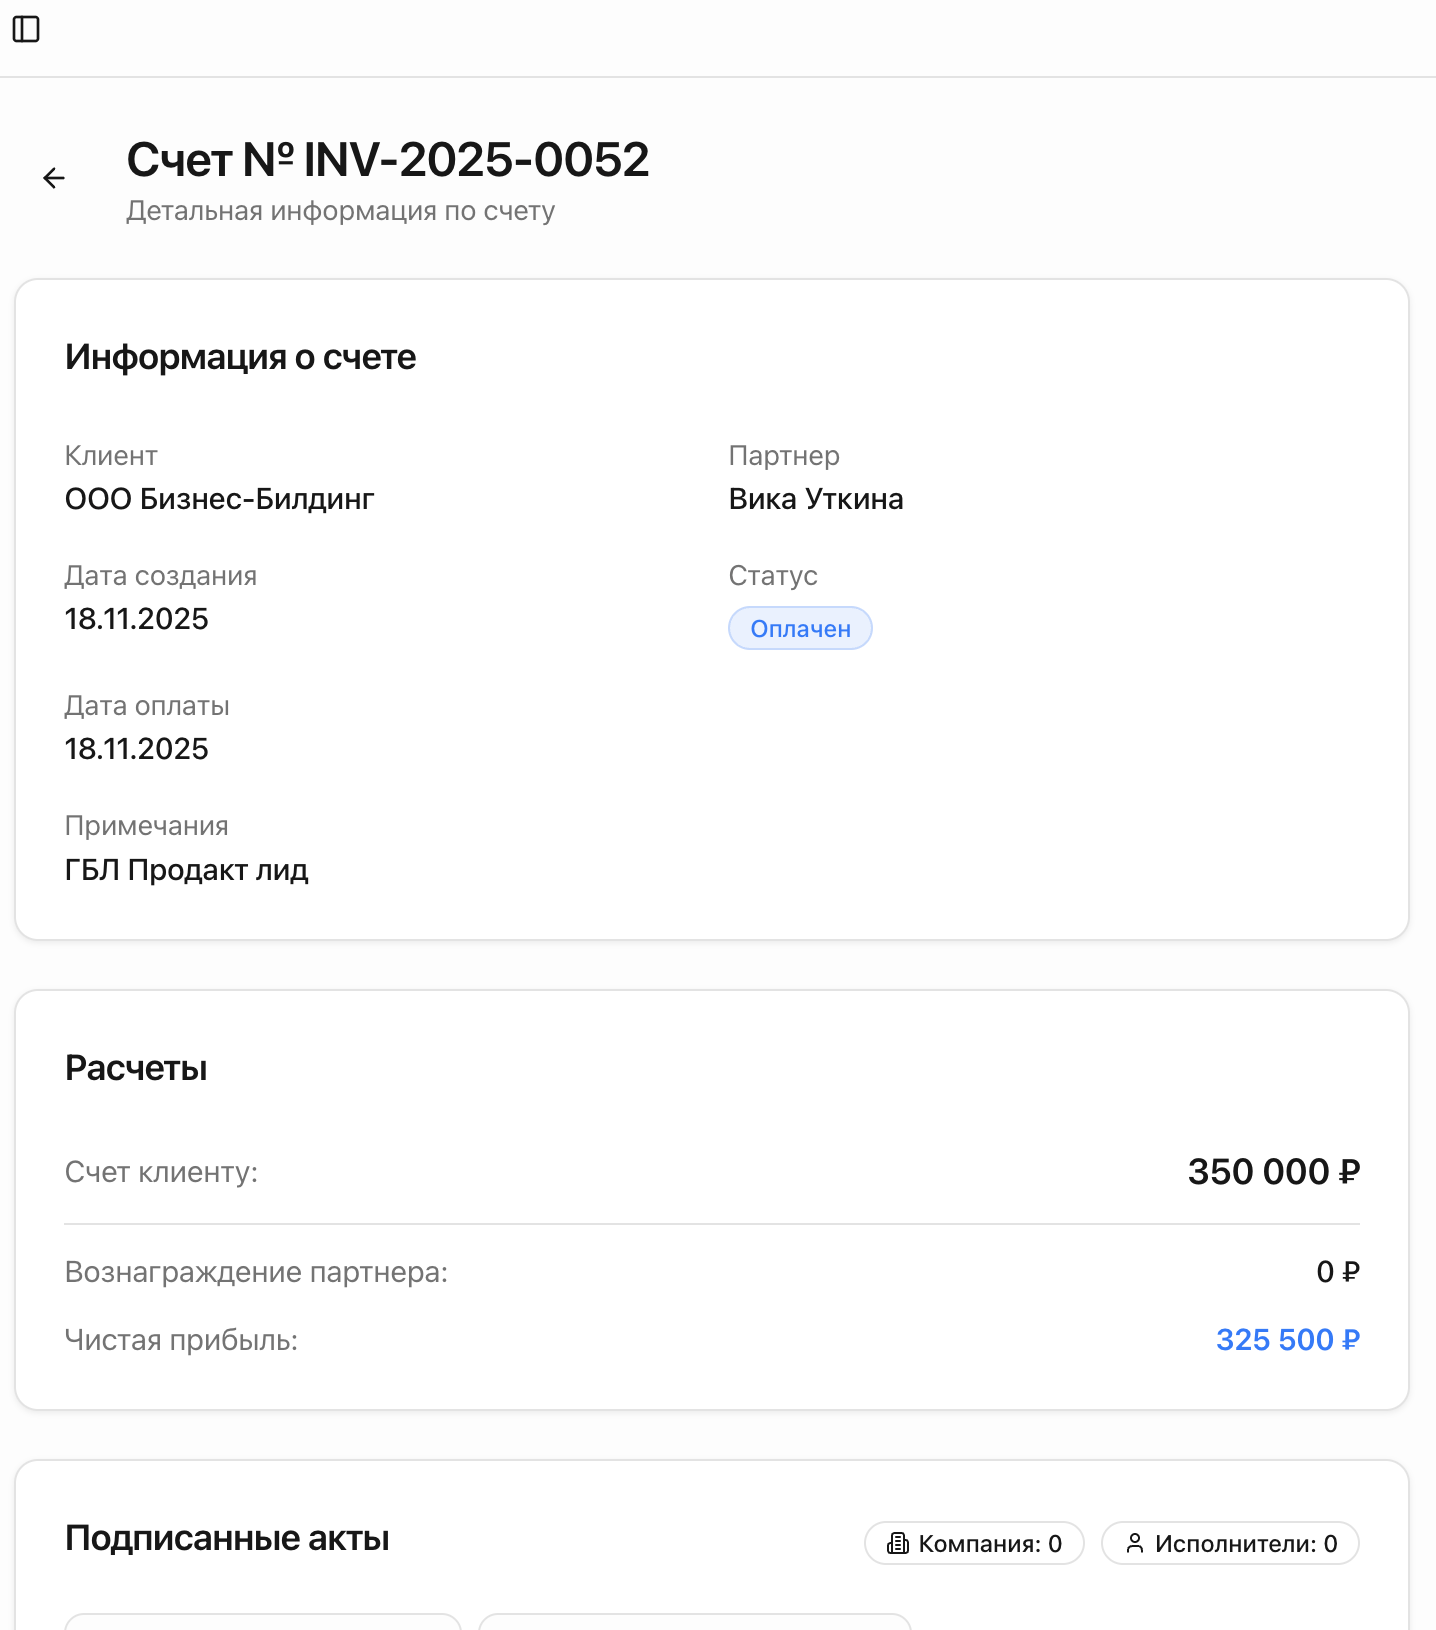 Счет № INV-2025-0052
Детальная информация по счету
Информация о счете
Клиент
ООО Бизнес-Билдинг
Партнер
Вика Уткина
Дата создания
18.11.2025
Статус
Оплачен
Дата оплаты
18.11.2025
Примечания
ГБЛ Продакт лид
Расчеты
Счет клиенту: 350 000 ₽
Вознаграждение партнера: 0 ₽
Чистая прибыль: 325 500 ₽
Подписанные акты
Компания: 0
Исполнители: 0